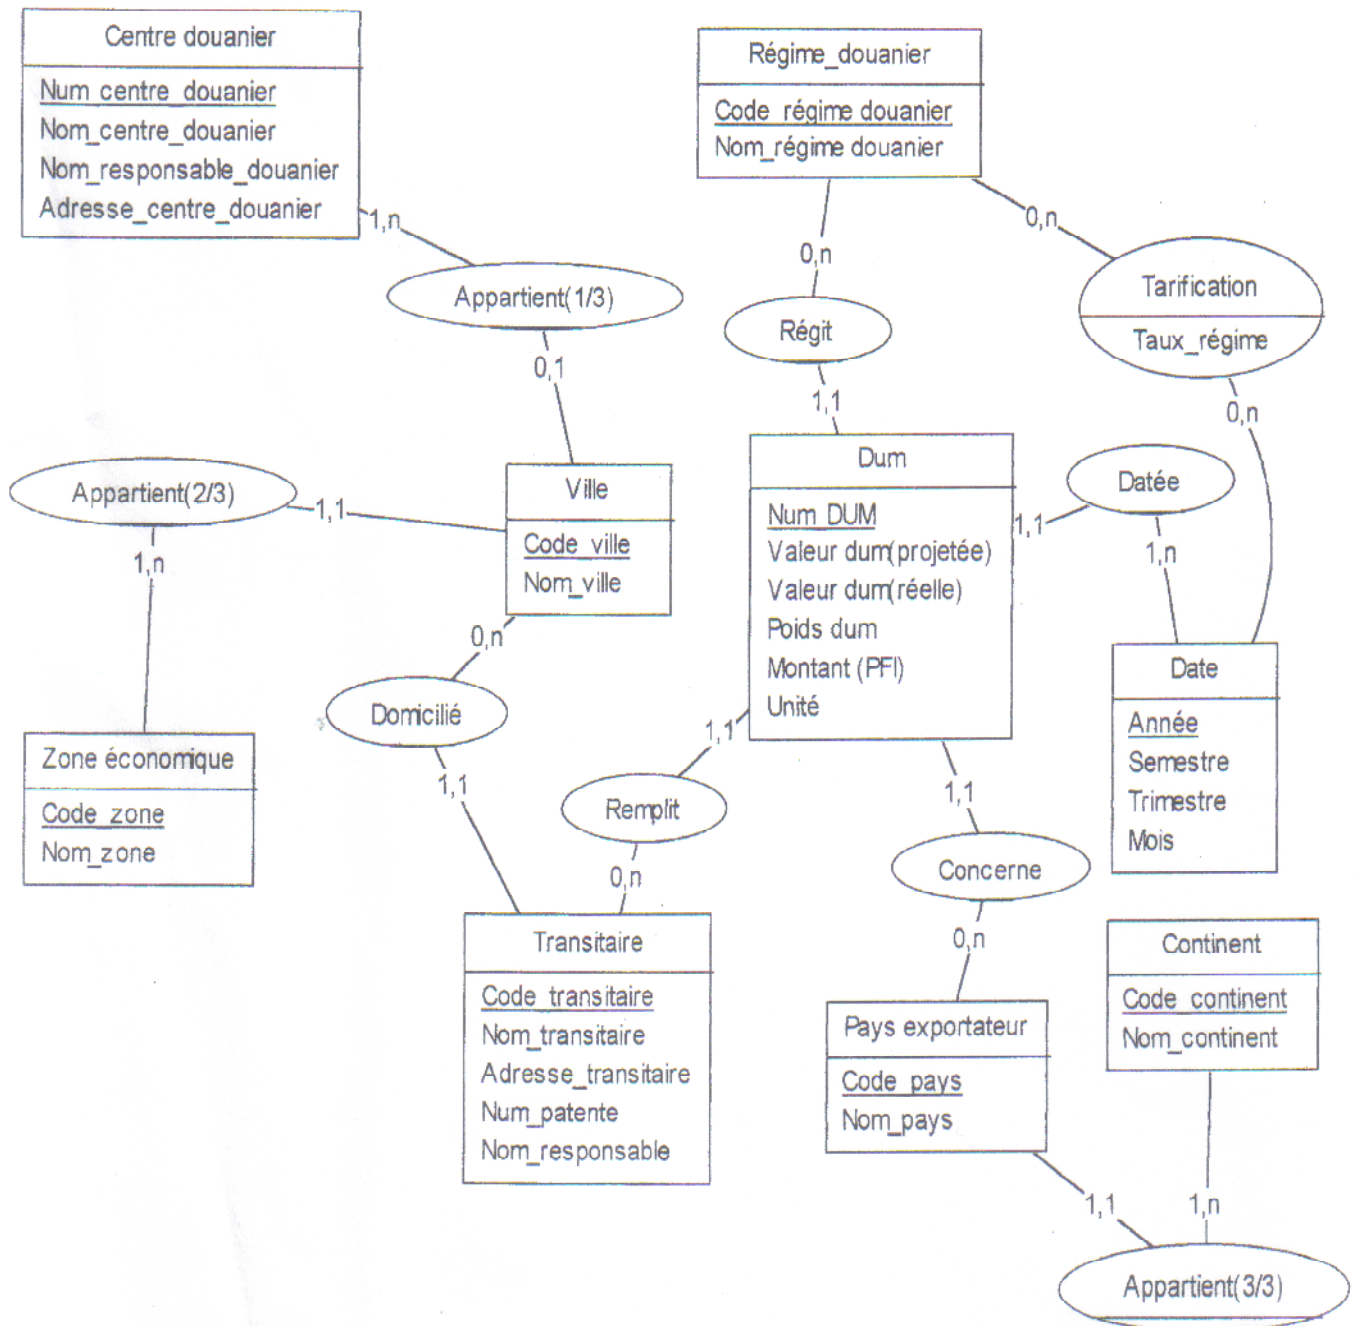 Centre douanier
Num_centre_douanier
Nom_centre_douanier
Nom_responsable_douanier
Adresse_centre_douanier
1,n
Appartient(1/3)
0,1
Régime_douanier
Code_régime douanier
Nom_régime douanier
0,n
0,n
Régit
1,1
Tarification
Taux_régime
0,n
Appartient(2/3)
1,1
1,n
Ville
Code_ville
Nom_ville
0,n
Domicilié
1,1
Dum
Num_DUM
Valeur dum(projetée)
Valeur dum(réelle)
Poids dum
Montant (PFI)
Unité
Datée
1,1
1,n
Date
Année
Semestre
Trimestre
Mois
Zone économique
Code_zone
Nom_zone
1,1
Remplit
0,n
1,1
Concerne
0,n
Transitaire
Code_transitaire
Nom_transitaire
Adresse_transitaire
Num_patente
Nom_responsable
Pays exportateur
Code_pays
Nom_pays
Continent
Code_continent
Nom_continent
1,1
1,n
Appartient(3/3)